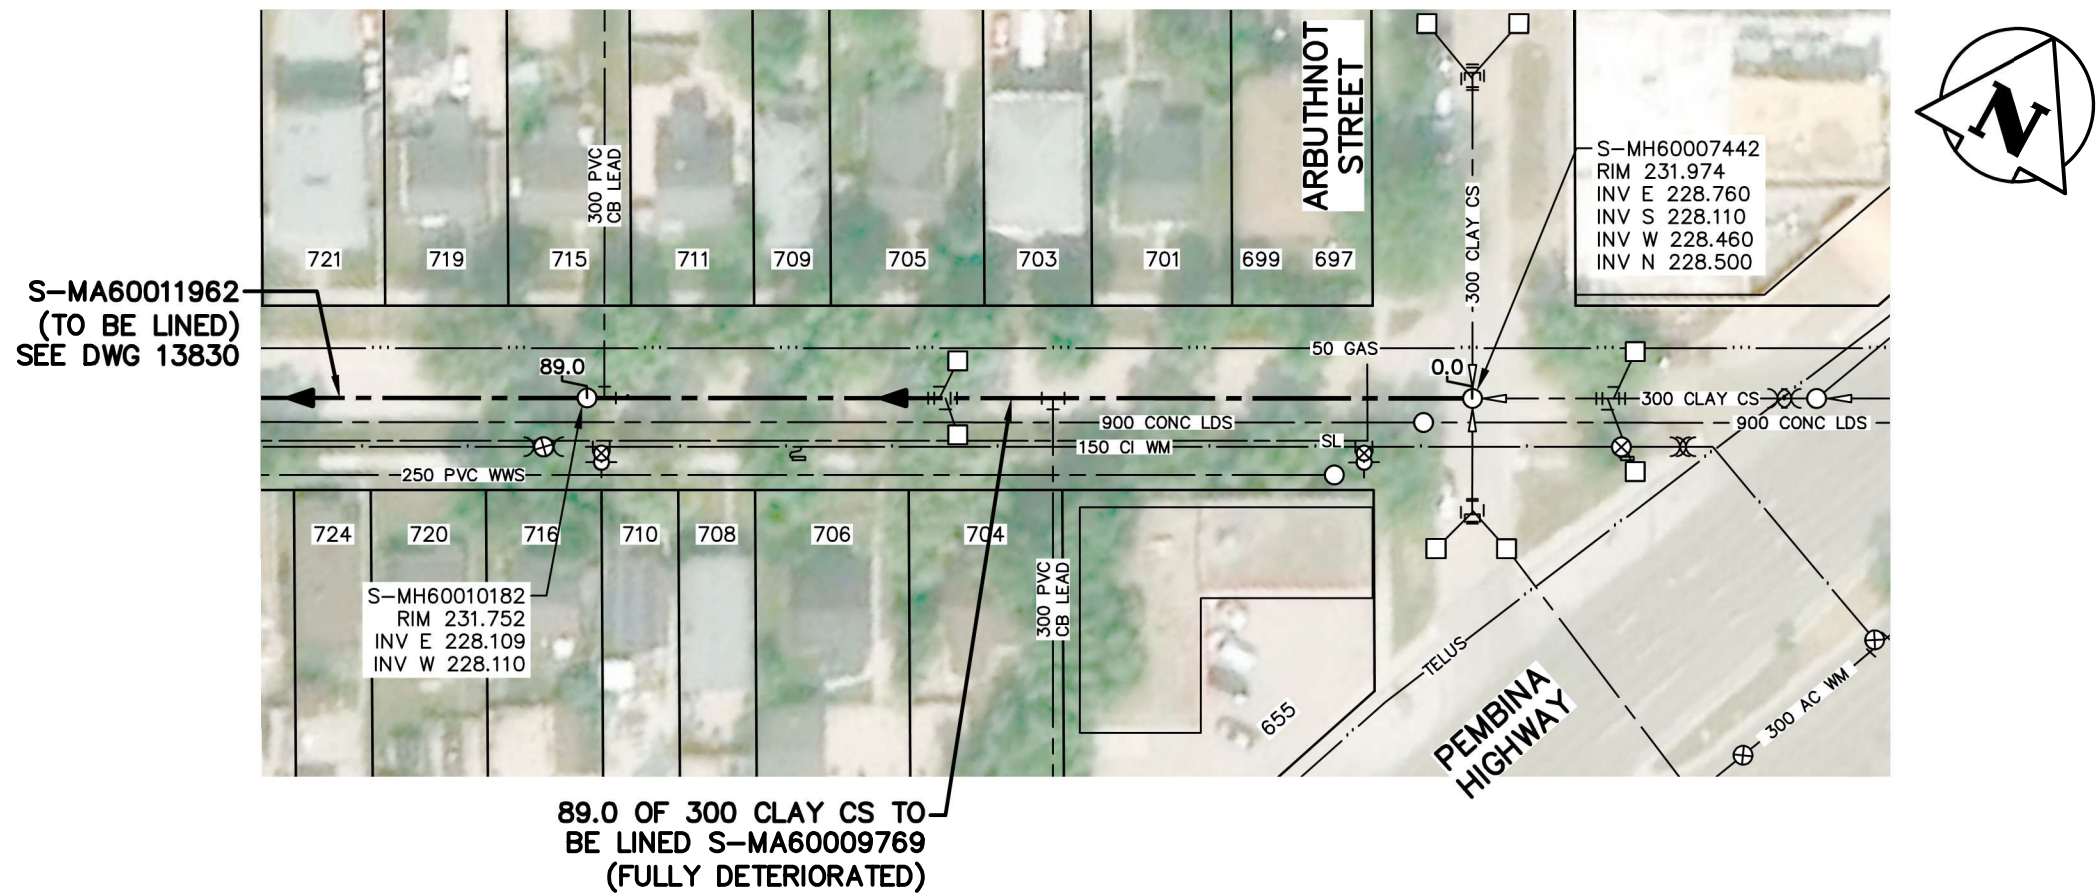 ARBUTHNOT
STREET
N
S-MH60007442
RIM 231.974
INV E 228.760
INV S 228.110
INV W 228.460
INV N 228.500
300 PVC
CB LEAD
300 CLAY CS
721
719
715
711
709
705
703
701
699
697
S-MA60011962
(TO BE LINED)
SEE DWG 13830
50 GAS
89.0
0.0
300 CLAY CS
900 CONC LDS
900 CONC LDS
SL
150 CI WM
250 PVC WWS
724
720
716
710
708
706
704
S-MH60010182
RIM 231.752
INV E 228.109
INV W 228.110
300 PVC
CB LEAD
655
TELUS
PEMBINA
HIGHWAY
300 AC WM
89.0 OF 300 CLAY CS TO
BE LINED S-MA60009769
(FULLY DETERIORATED)